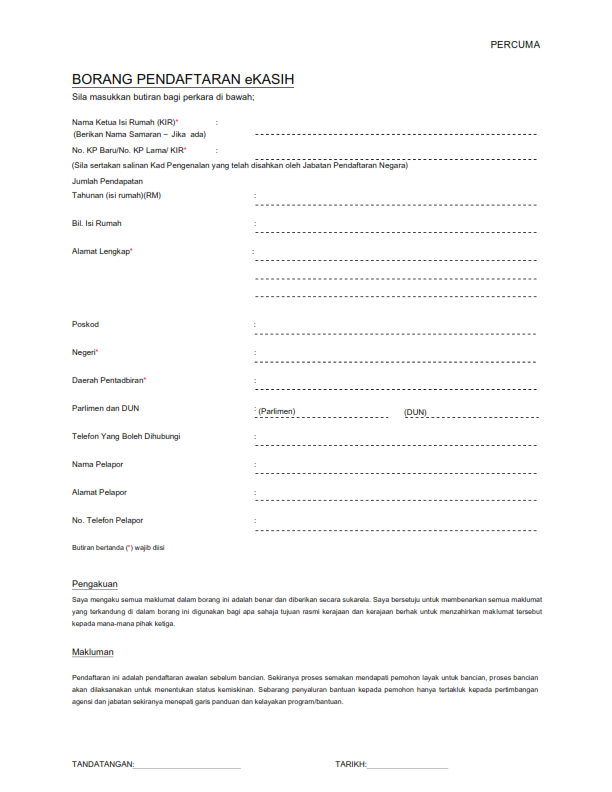 PERCUMA
BORANG PENDAFTARAN eKASIH
Sila masukkan butiran bagi perkara di bawah;
Nama Ketua Isi Rumah (KIR)* :
(Berikan Nama Samaran – Jika ada)
No. KP Baru/No. KP Lama/ KIR* :
(Sila sertakan salinan Kad Pengenalan yang telah disahkan oleh Jabatan Pendaftaran Negara)
Jumlah Pendapatan
Tahunan (isi rumah)(RM) :
Bil. Isi Rumah :
Alamat Lengkap* :
Poskod :
Negeri* :
Daerah Pentadbiran* :
Parlimen dan DUN : (Parlimen) (DUN)
Telefon Yang Boleh Dihubungi :
Nama Pelapor :
Alamat Pelapor :
No. Telefon Pelapor :
Butiran bertanda (*) wajib diisi
Pengakuan
Saya mengaku semua maklumat dalam borang ini adalah benar dan diberikan secara sukarela. Saya bersetuju untuk membenarkan semua maklumat
yang terkandung di dalam borang ini digunakan bagi apa sahaja tujuan rasmi kerajaan dan kerajaan berhak untuk menzahirkan maklumat tersebut
kepada mana-mana pihak ketiga.
Makluman
Pendaftaran ini adalah pendaftaran awalan sebelum bancian. Sekiranya proses semakan mendapati pemohon layak untuk bancian, proses bancian
akan dilaksanakan untuk menentukan status kemiskinan. Sebarang penyaluran bantuan kepada pemohon hanya tertakluk kepada pertimbangan
agensi dan jabatan sekiranya menepati garis panduan dan kelayakan program/bantuan.
TANDATANGAN:________________________ TARIKH:__________________